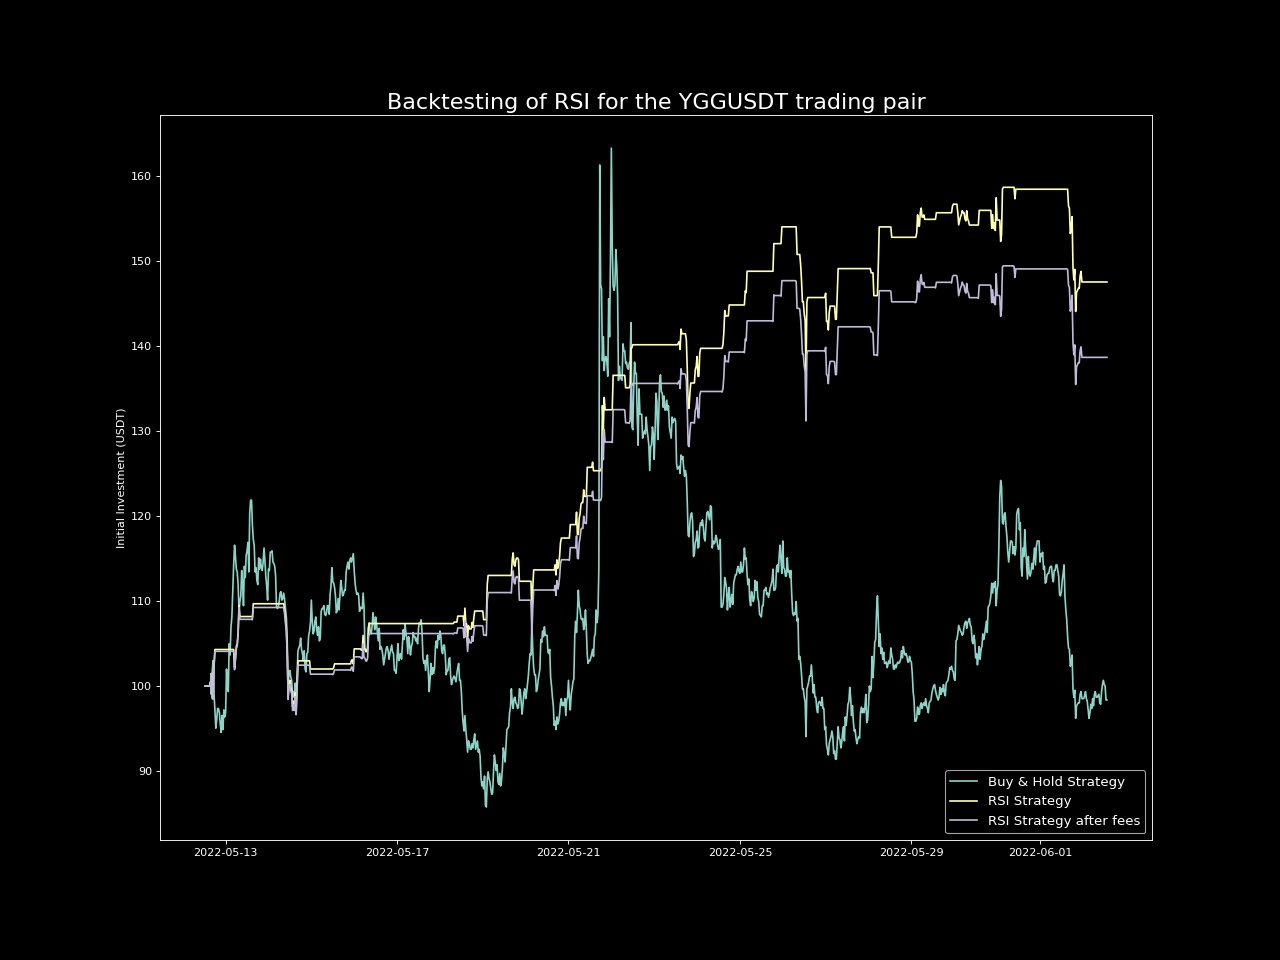 Backtesting of RSI for the YGGUSDT trading pair
Initial Investment (USDT)
160
150
140
130
120
110
100
90
2022-05-13
2022-05-17
2022-05-21
2022-05-25
2022-05-29
2022-06-01
Buy & Hold Strategy
RSI Strategy
RSI Strategy after fees